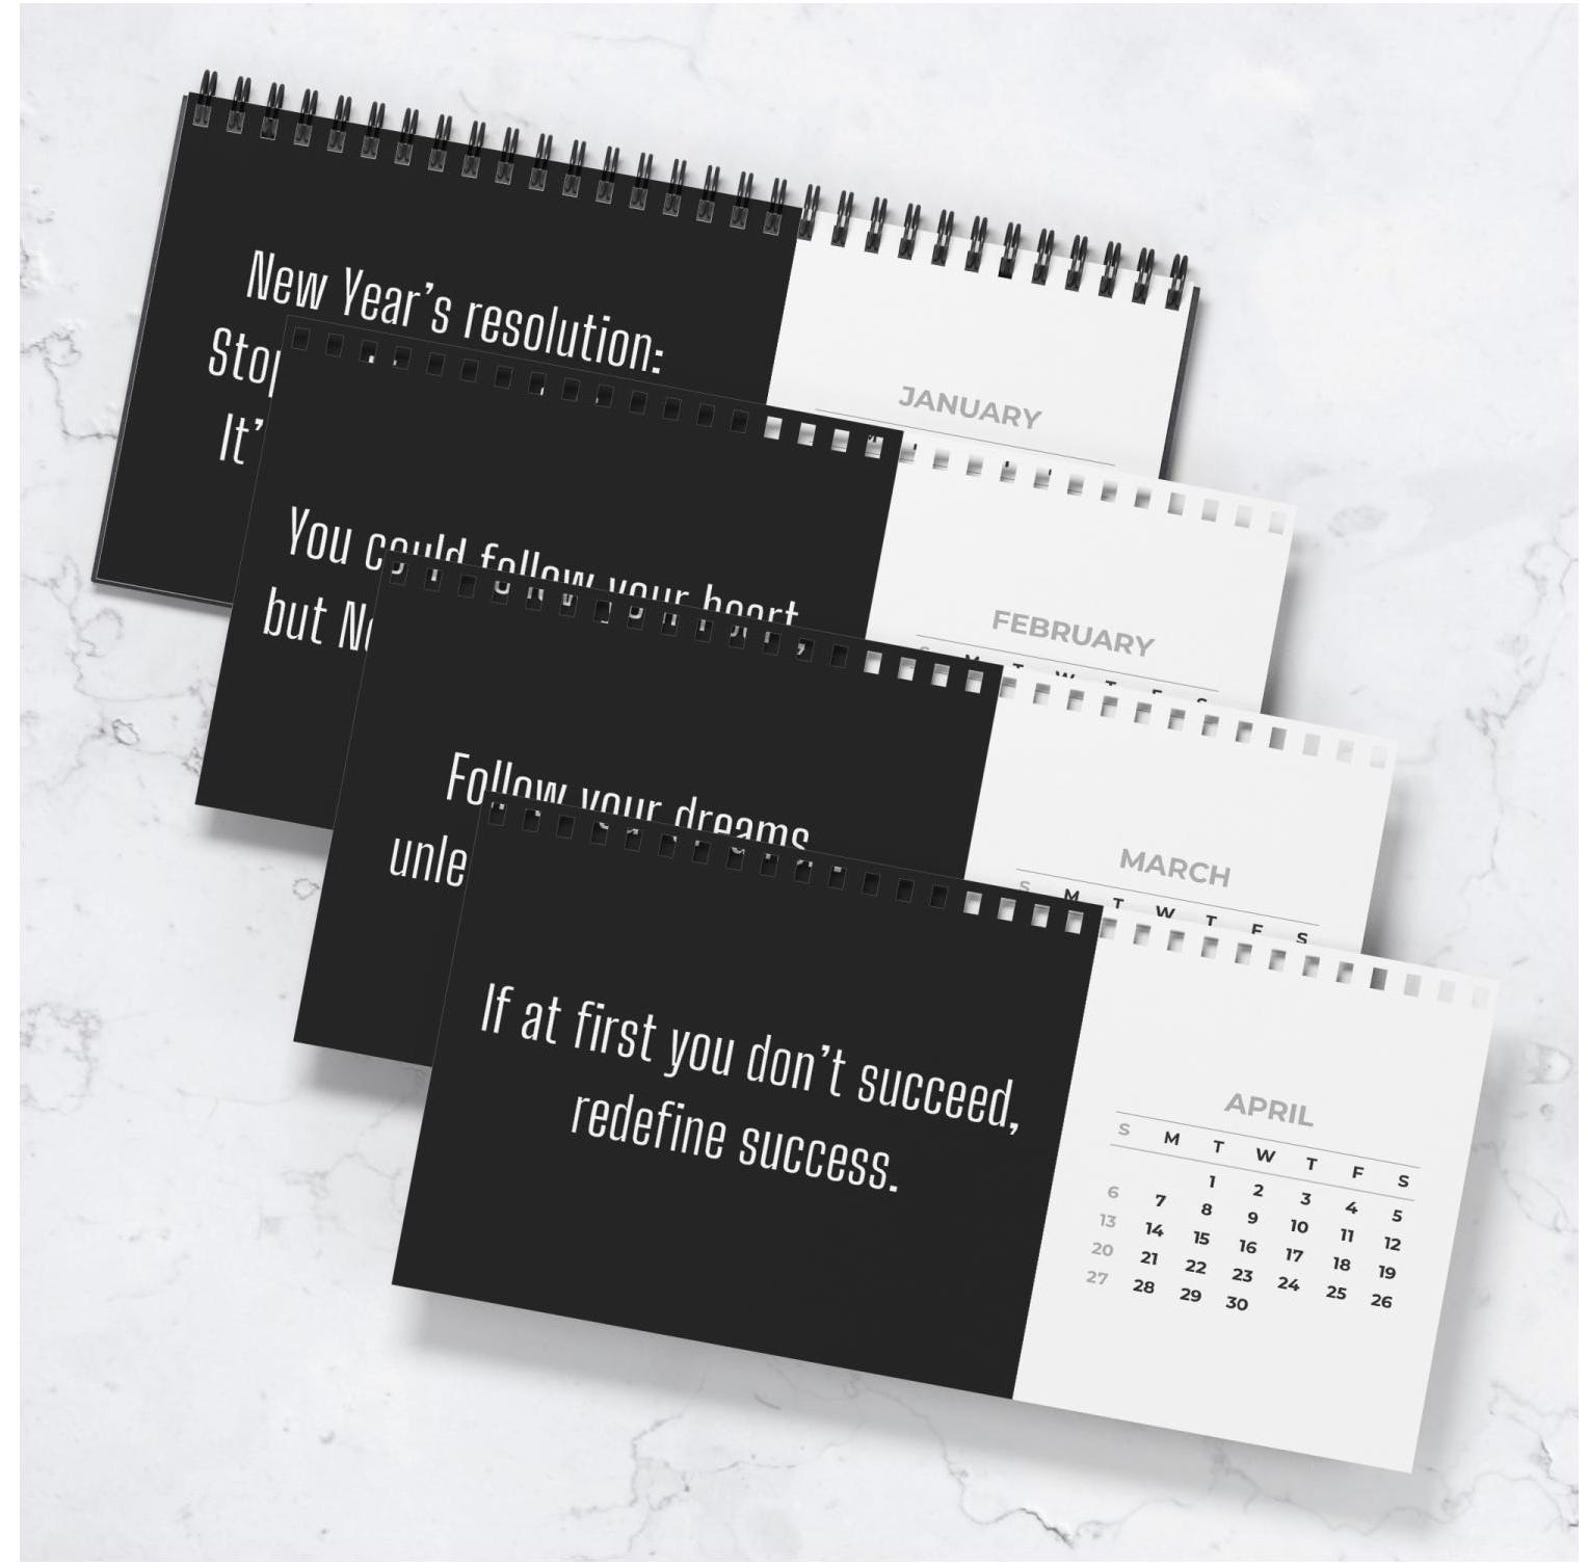 New Year's resolution:
It's
JANUARY
You could follow your heart,
but
FEBRUARY
S M T W T F S
Follow your dreams
MARCH
S M T W T F S
If at first you don't succeed,
redefine success.
APRIL
S M T W T F S
1 2 3 4 5
6 7 8 9 10 11 12
13 14 15 16 17 18 19
20 21 22 23 24 25 26
27 28 29 30